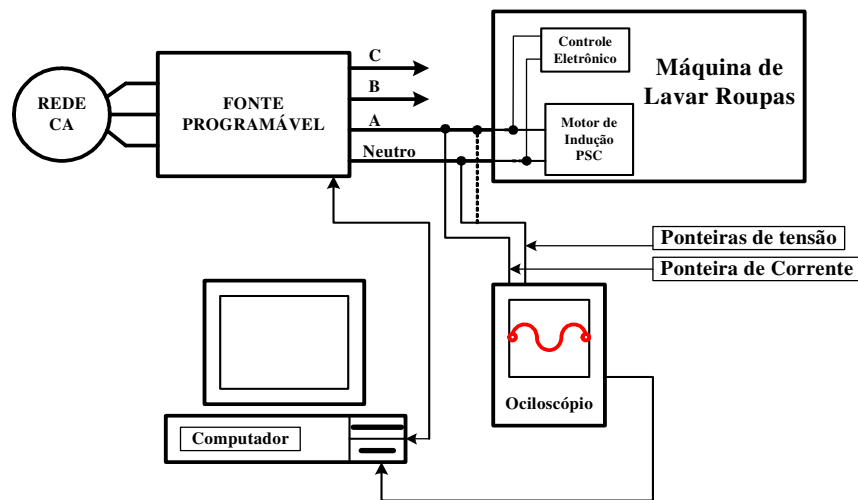 REDE
CA
FONTE
PROGRAMÁVEL
C
B
A
Neutro
Controle
Eletrônico
Máquina de
Lavar Roupas
Motor de
Indução
PSC
Ponteiras de tensão
Ponteira de Corrente
Ociloscópio
Computador